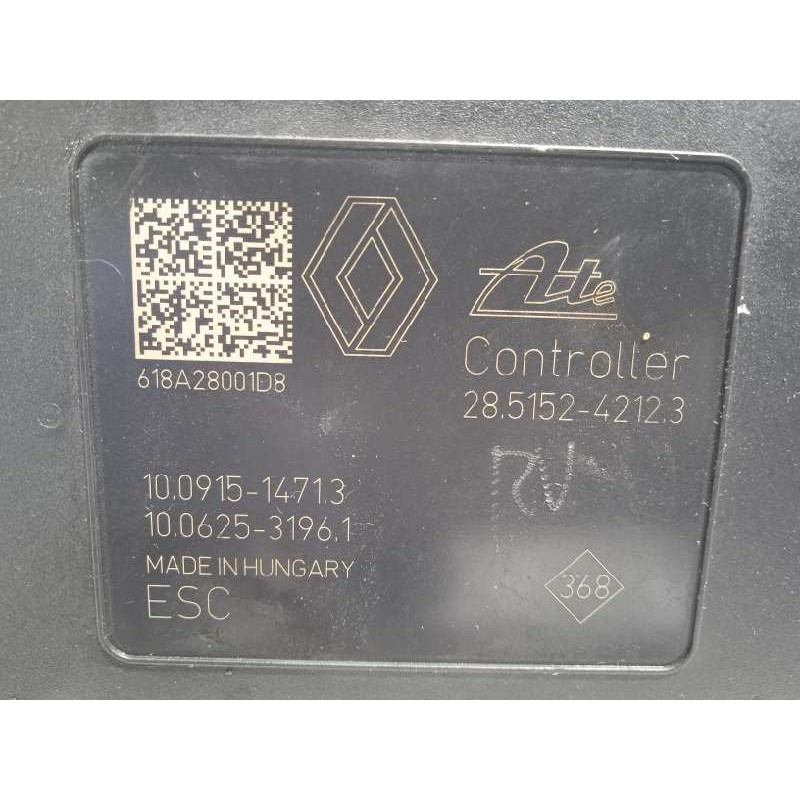 Ate
Controller
28.5152-4212.3
618A28001D8
10.0915-1471.3
10.0625-3196.1
MADE IN HUNGARY
ESC
368